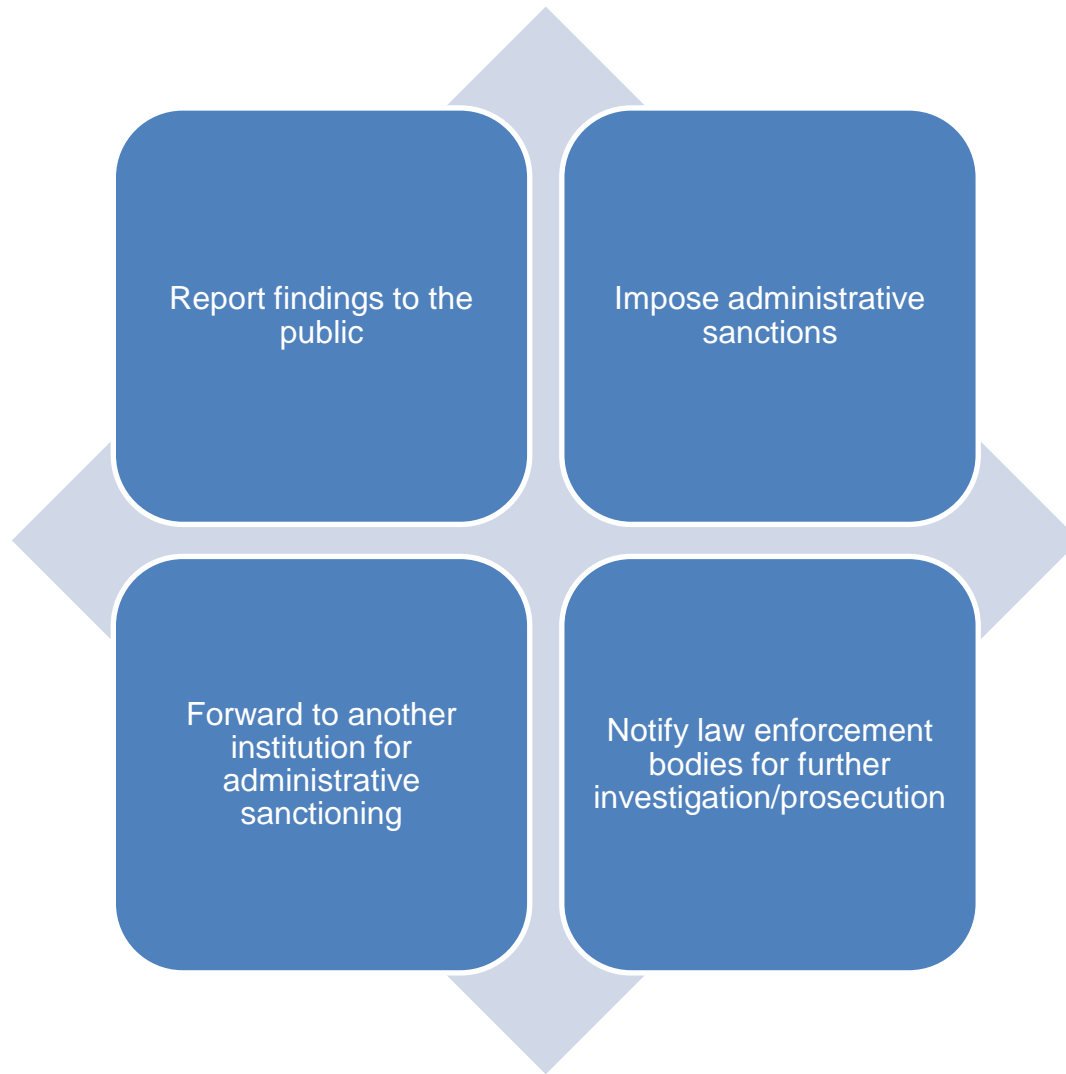 Report findings to the
public
Impose administrative
sanctions
Forward to another
institution for
administrative
sanctioning
Notify law enforcement
bodies for further
investigation/prosecution